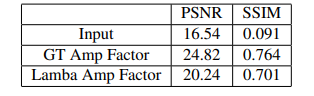 PSNR SSIM
Input 16.54 0.091
GT Amp Factor 24.82 0.764
Lamba Amp Factor 20.24 0.701